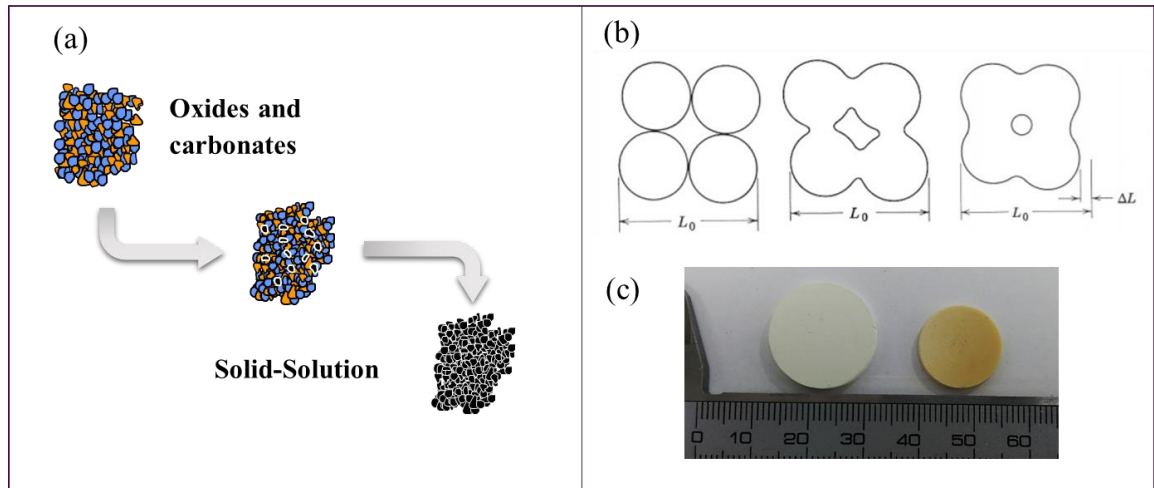 (a)
Oxides and
carbonates
Solid-Solution
(b)
L₀
L₀
L₀
ΔL
(c)
0 10 20 30 40 50 60